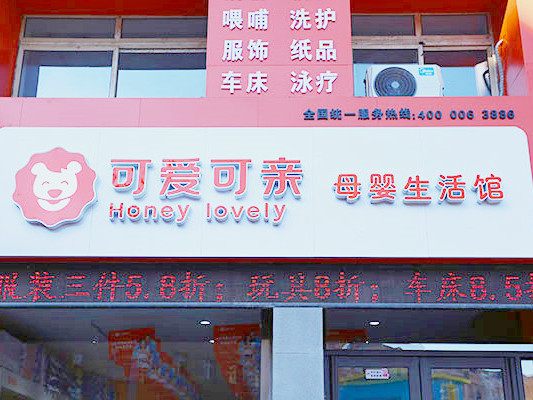 喂哺 洗护
服饰 纸品
车床 泳疗
全国统一服务热线:400 006 3886
可爱可亲 母婴生活馆
Honey lovely
服装三件5.8折；玩具8折；车床8.5